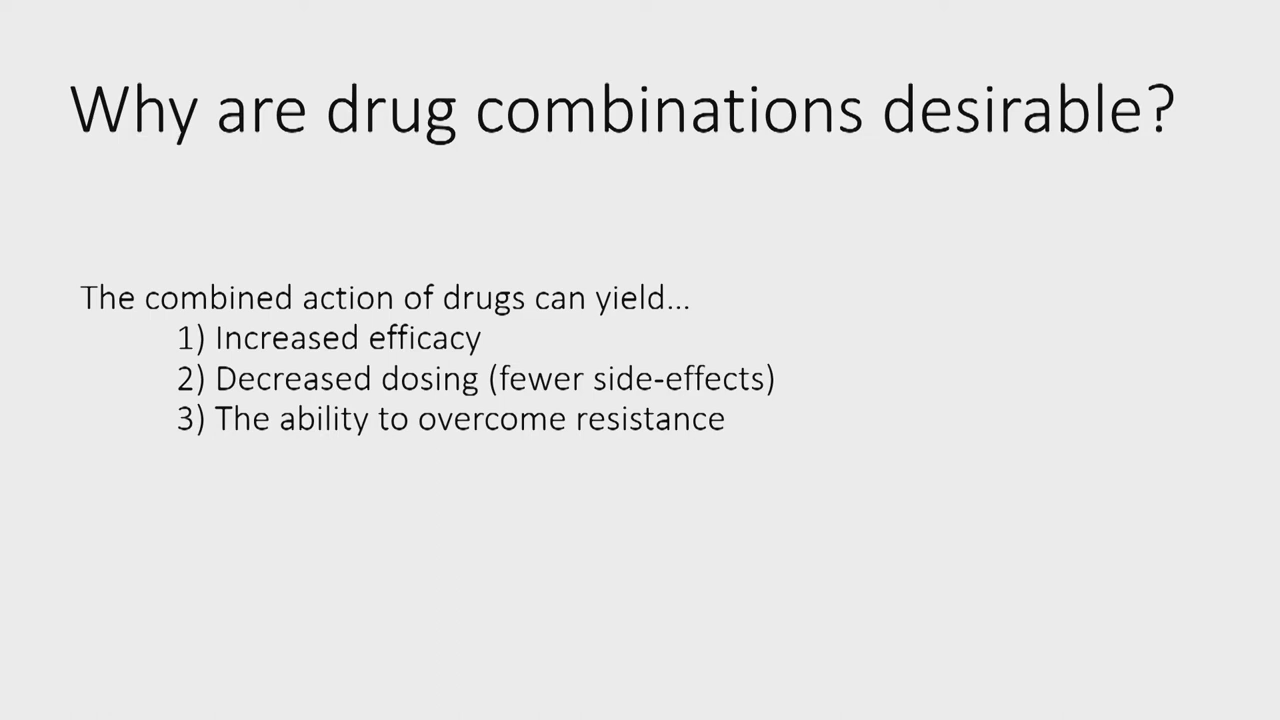 Why are drug combinations desirable?
The combined action of drugs can yield...
1) Increased efficacy
2) Decreased dosing (fewer side-effects)
3) The ability to overcome resistance